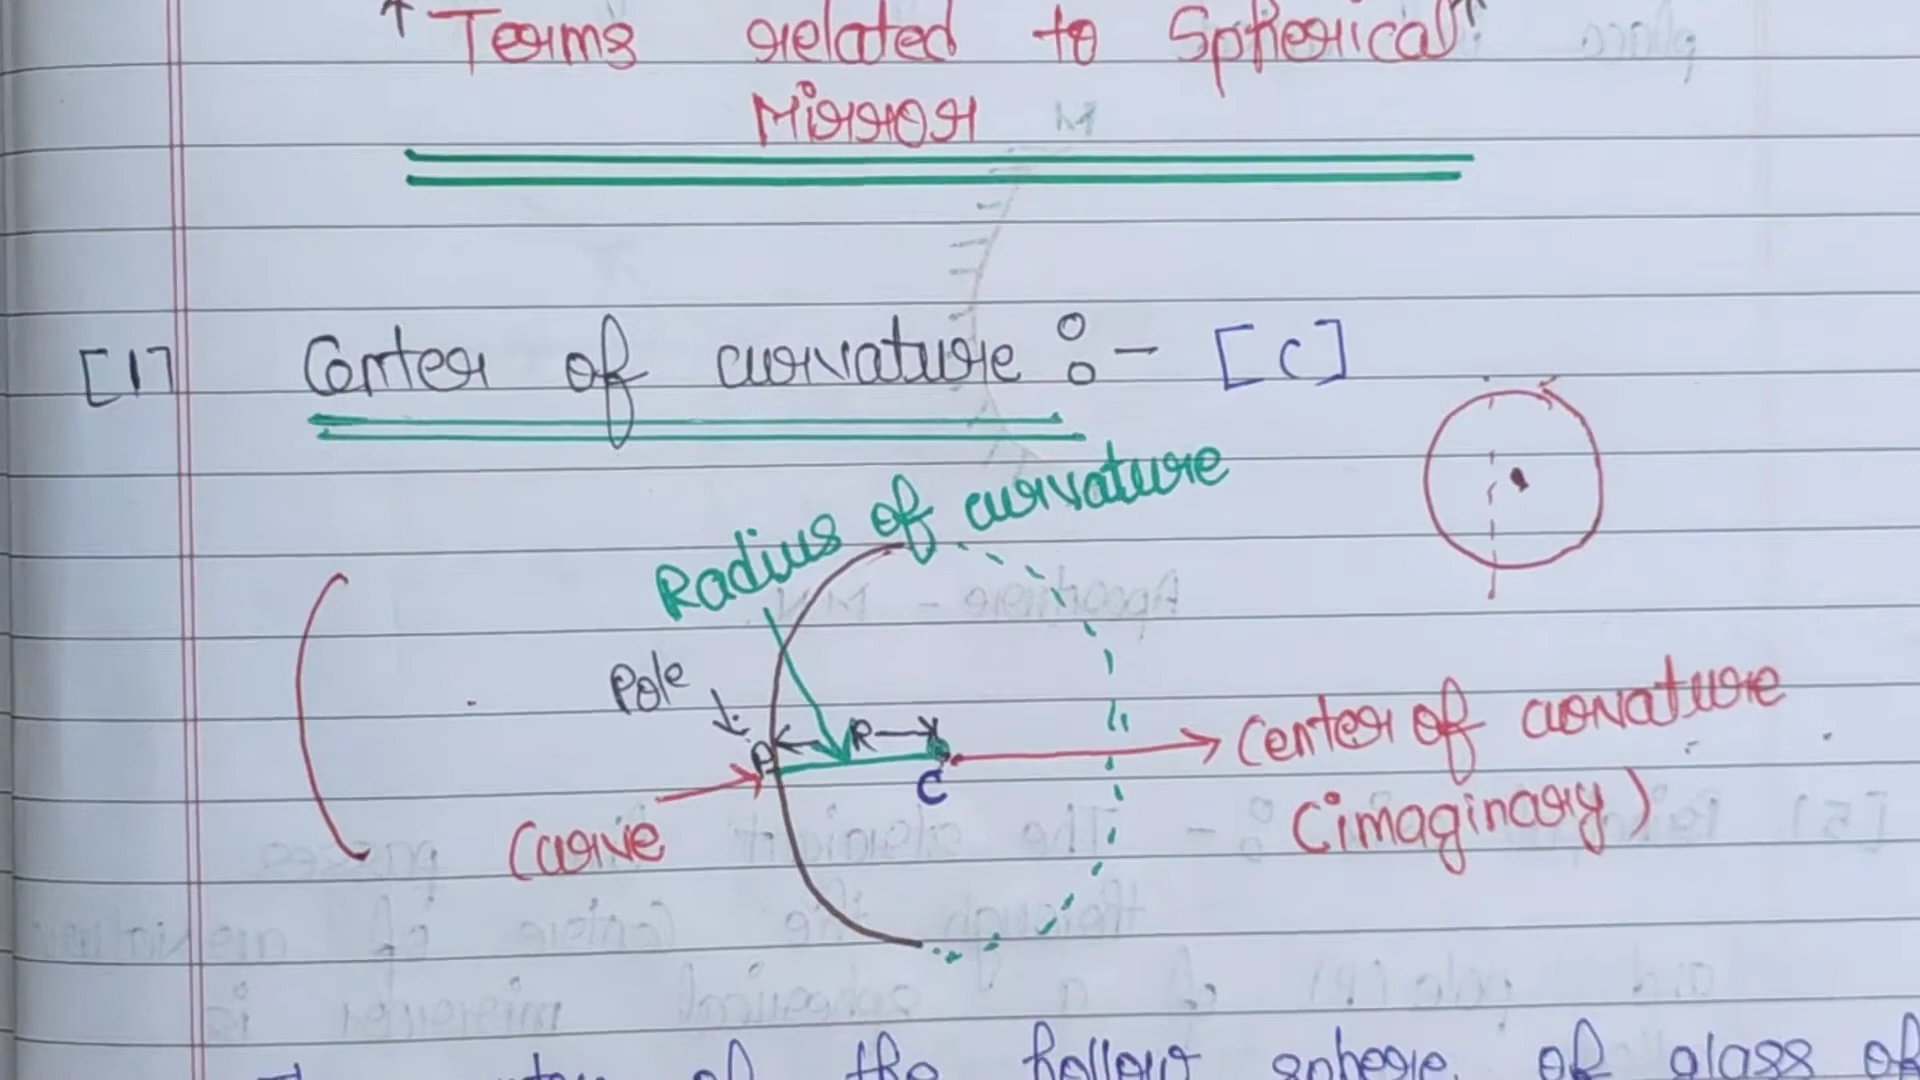 Terms related to Spherical
Mirror
[1] Center of curvature :- [C]
Radius of curvature
Pole
P
R
C
Curve
Center of curvature
(imaginary)
of the hollow sphere of glass of